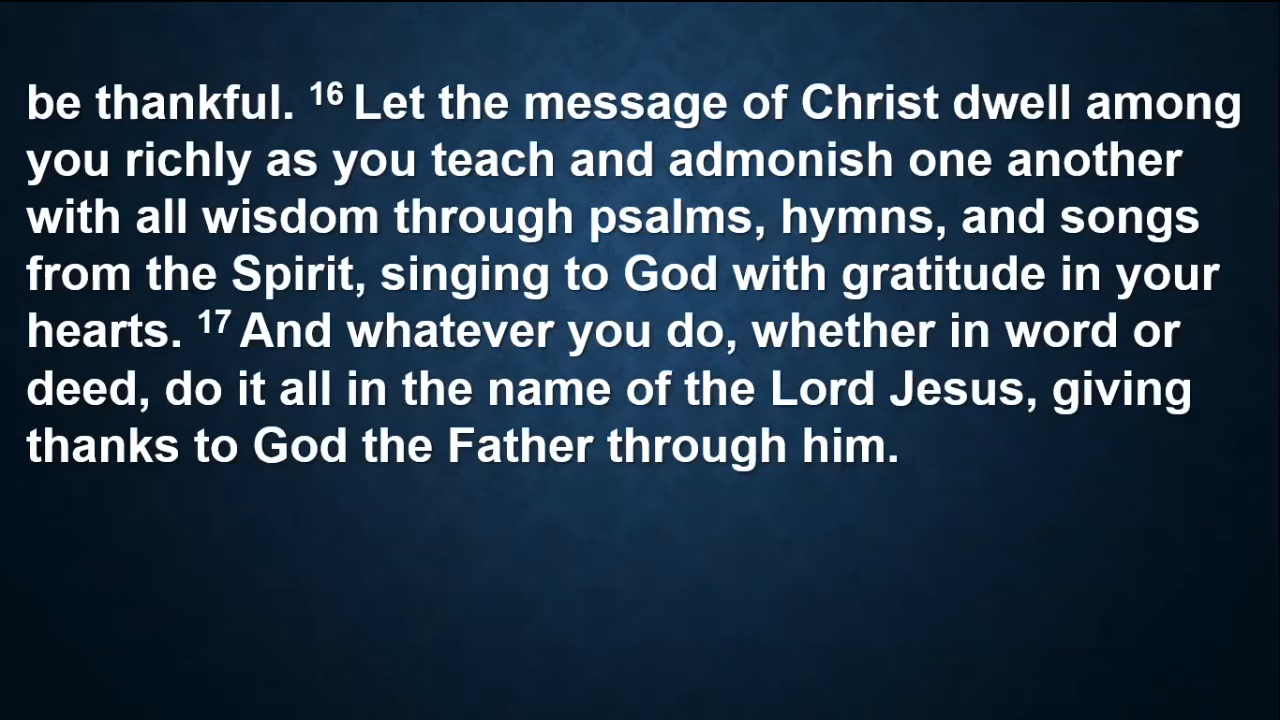 be thankful. 16 Let the message of Christ dwell among
you richly as you teach and admonish one another
with all wisdom through psalms, hymns, and songs
from the Spirit, singing to God with gratitude in your
hearts. 17 And whatever you do, whether in word or
deed, do it all in the name of the Lord Jesus, giving
thanks to God the Father through him.